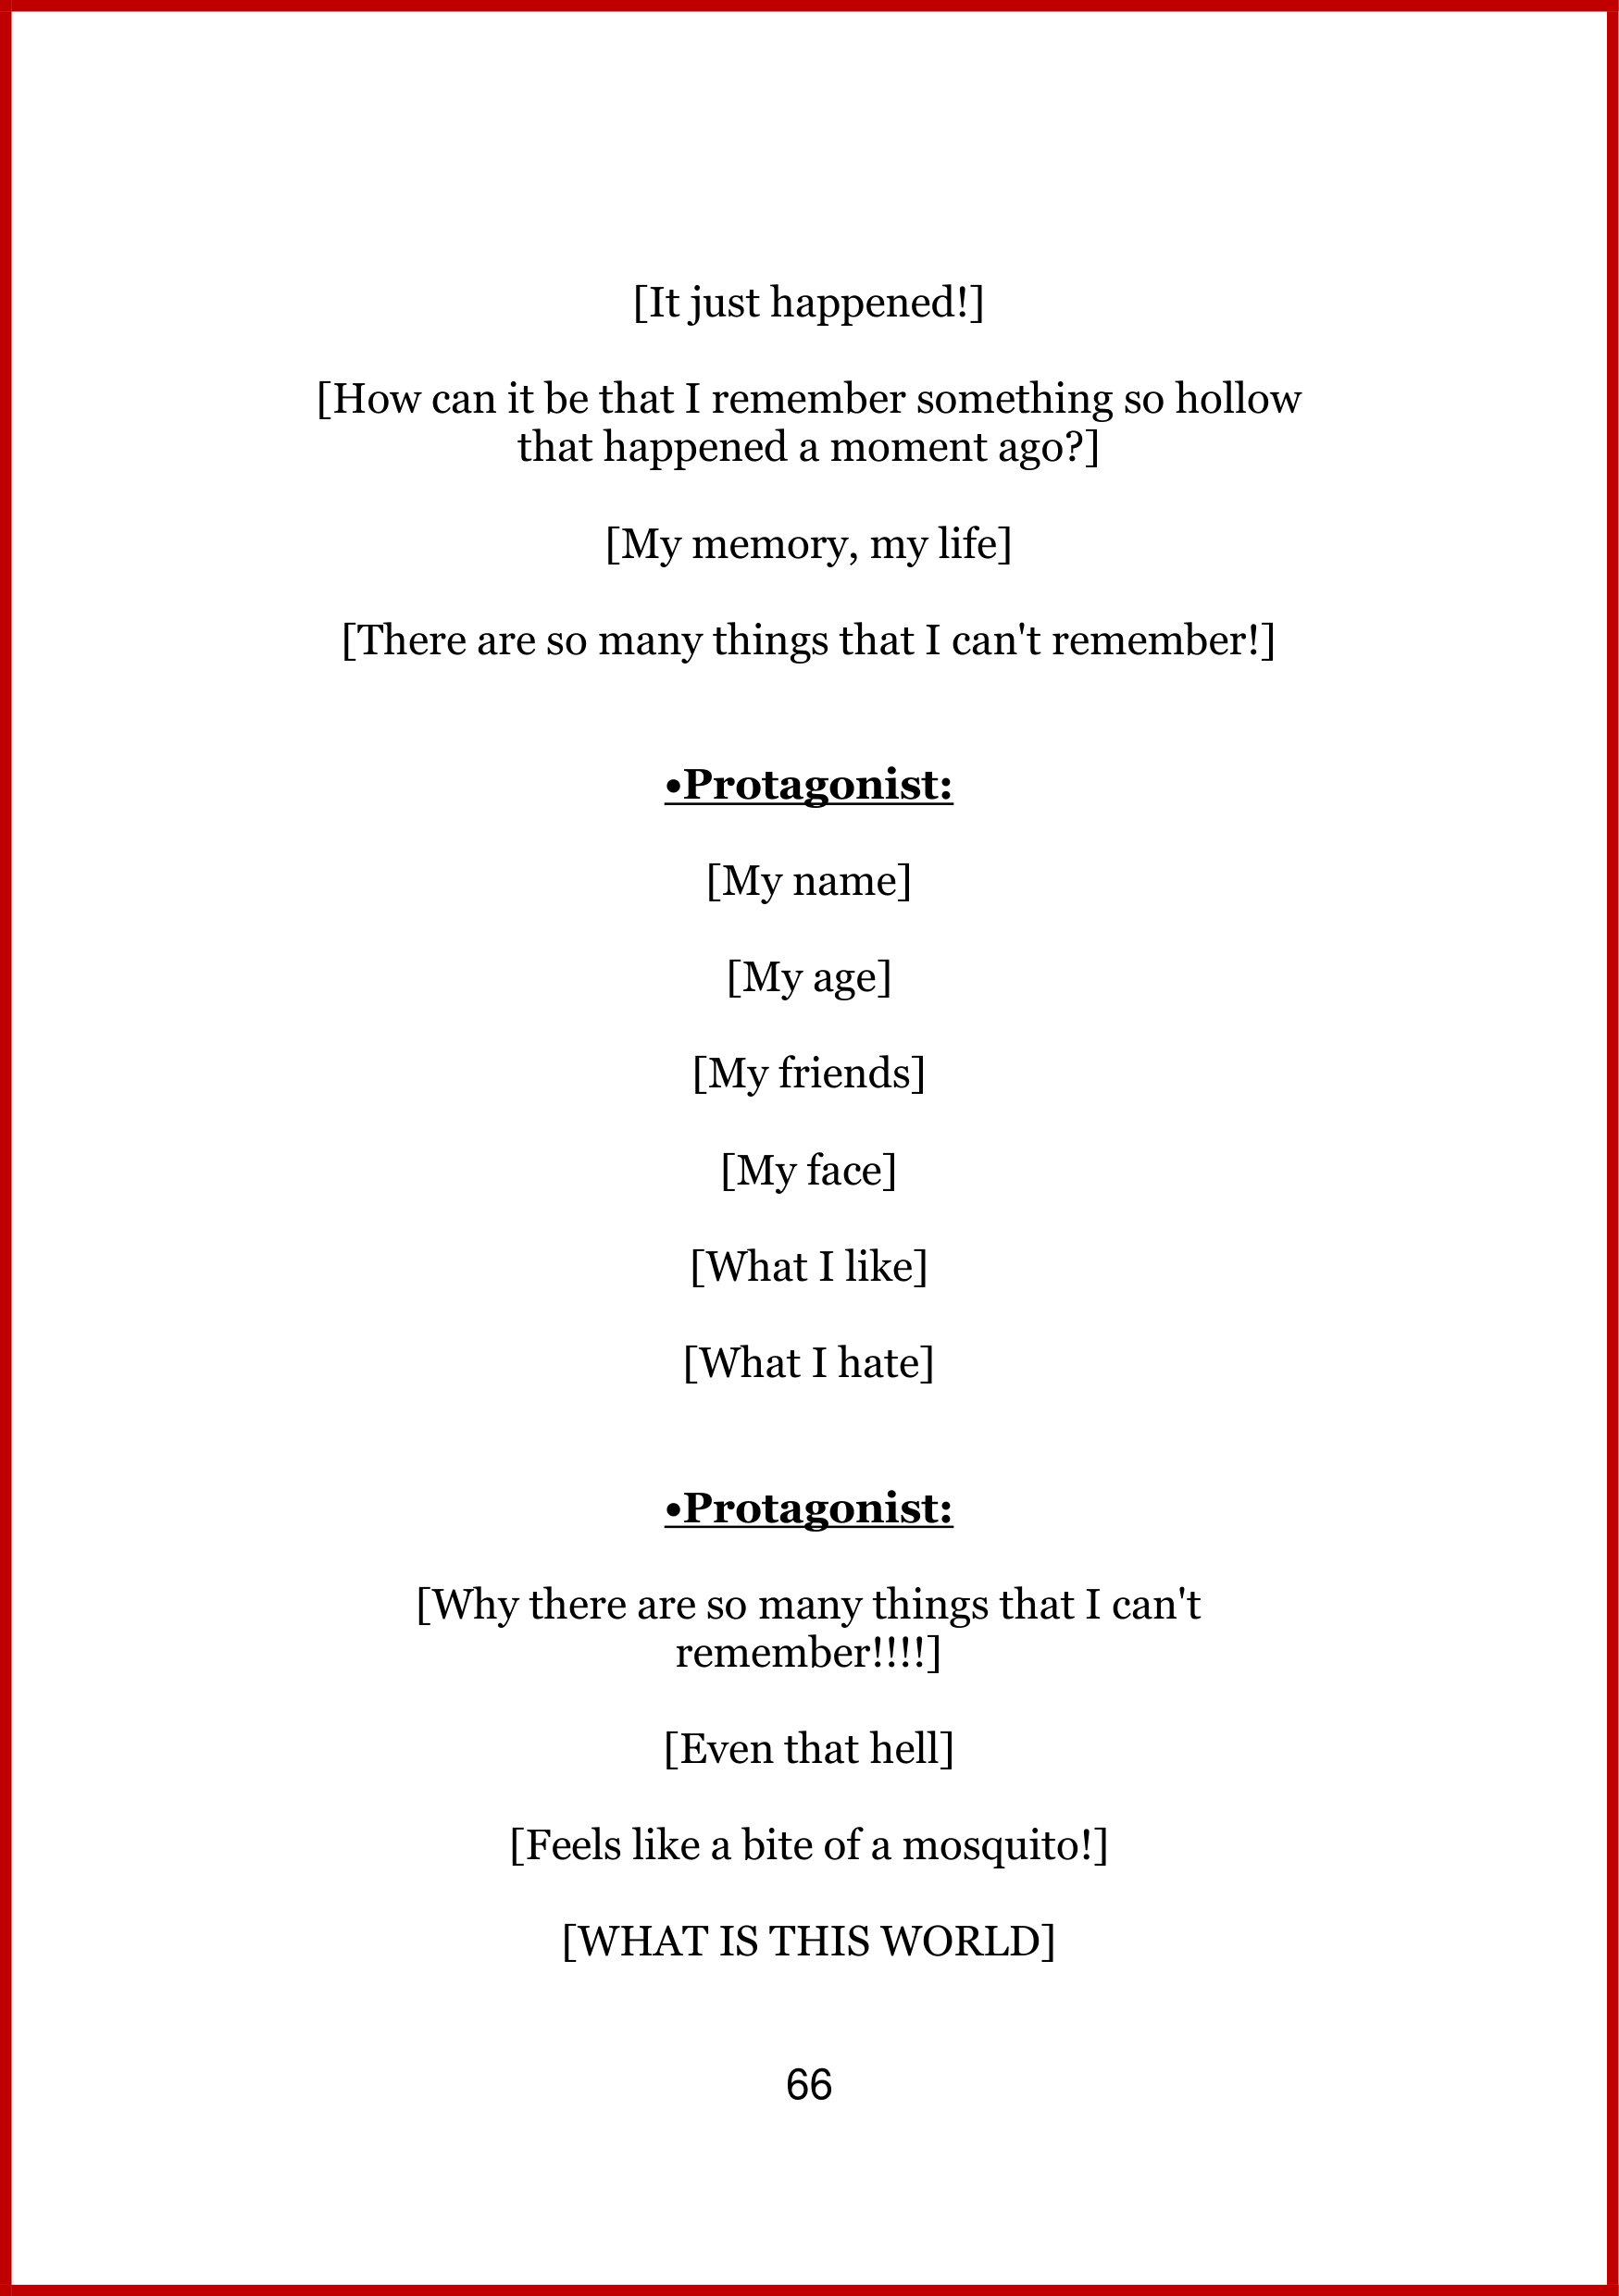 [It just happened!]
[How can it be that I remember something so hollow
that happened a moment ago?]
[My memory, my life]
[There are so many things that I can't remember!]
•Protagonist:
[My name]
[My age]
[My friends]
[My face]
[What I like]
[What I hate]
•Protagonist:
[Why there are so many things that I can't
remember!!!!]
[Even that hell]
[Feels like a bite of a mosquito!]
[WHAT IS THIS WORLD]
66